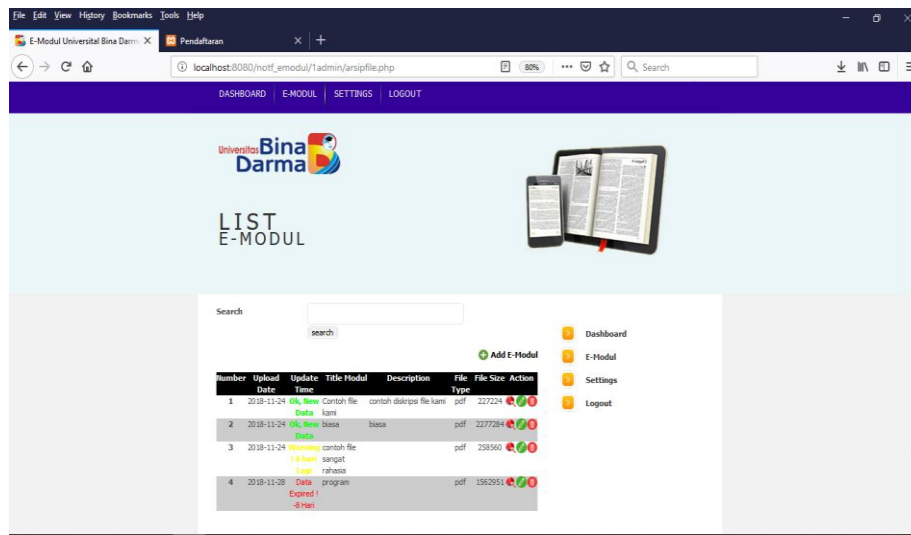 File Edit View History Bookmarks Tools Help
E-Modul Universital Bina Darm
Pendaftaran
localhost:8080/notf_emodul/1admin/arsipfile.php
80%
Search
DASHBOARD E-MODUL SETTINGS LOGOUT
Universitas Bina
Darma
LIST
E-MODUL
Search
search
Add E-Modul
Number Upload Date Update Time Title Modul Description File Type File Size Action
1 2018-11-24 Ok, New Data Contoh file kami contoh diskripsi file kami pdf 227224
2 2018-11-24 Ok, New Data biasa biasa pdf 2277284
3 2018-11-24 Lagi contoh file sangat rahasia pdf 258560
4 2018-11-28 Data Expired ! -8 Hari program pdf 1562951
Dashboard
E-Modul
Settings
Logout